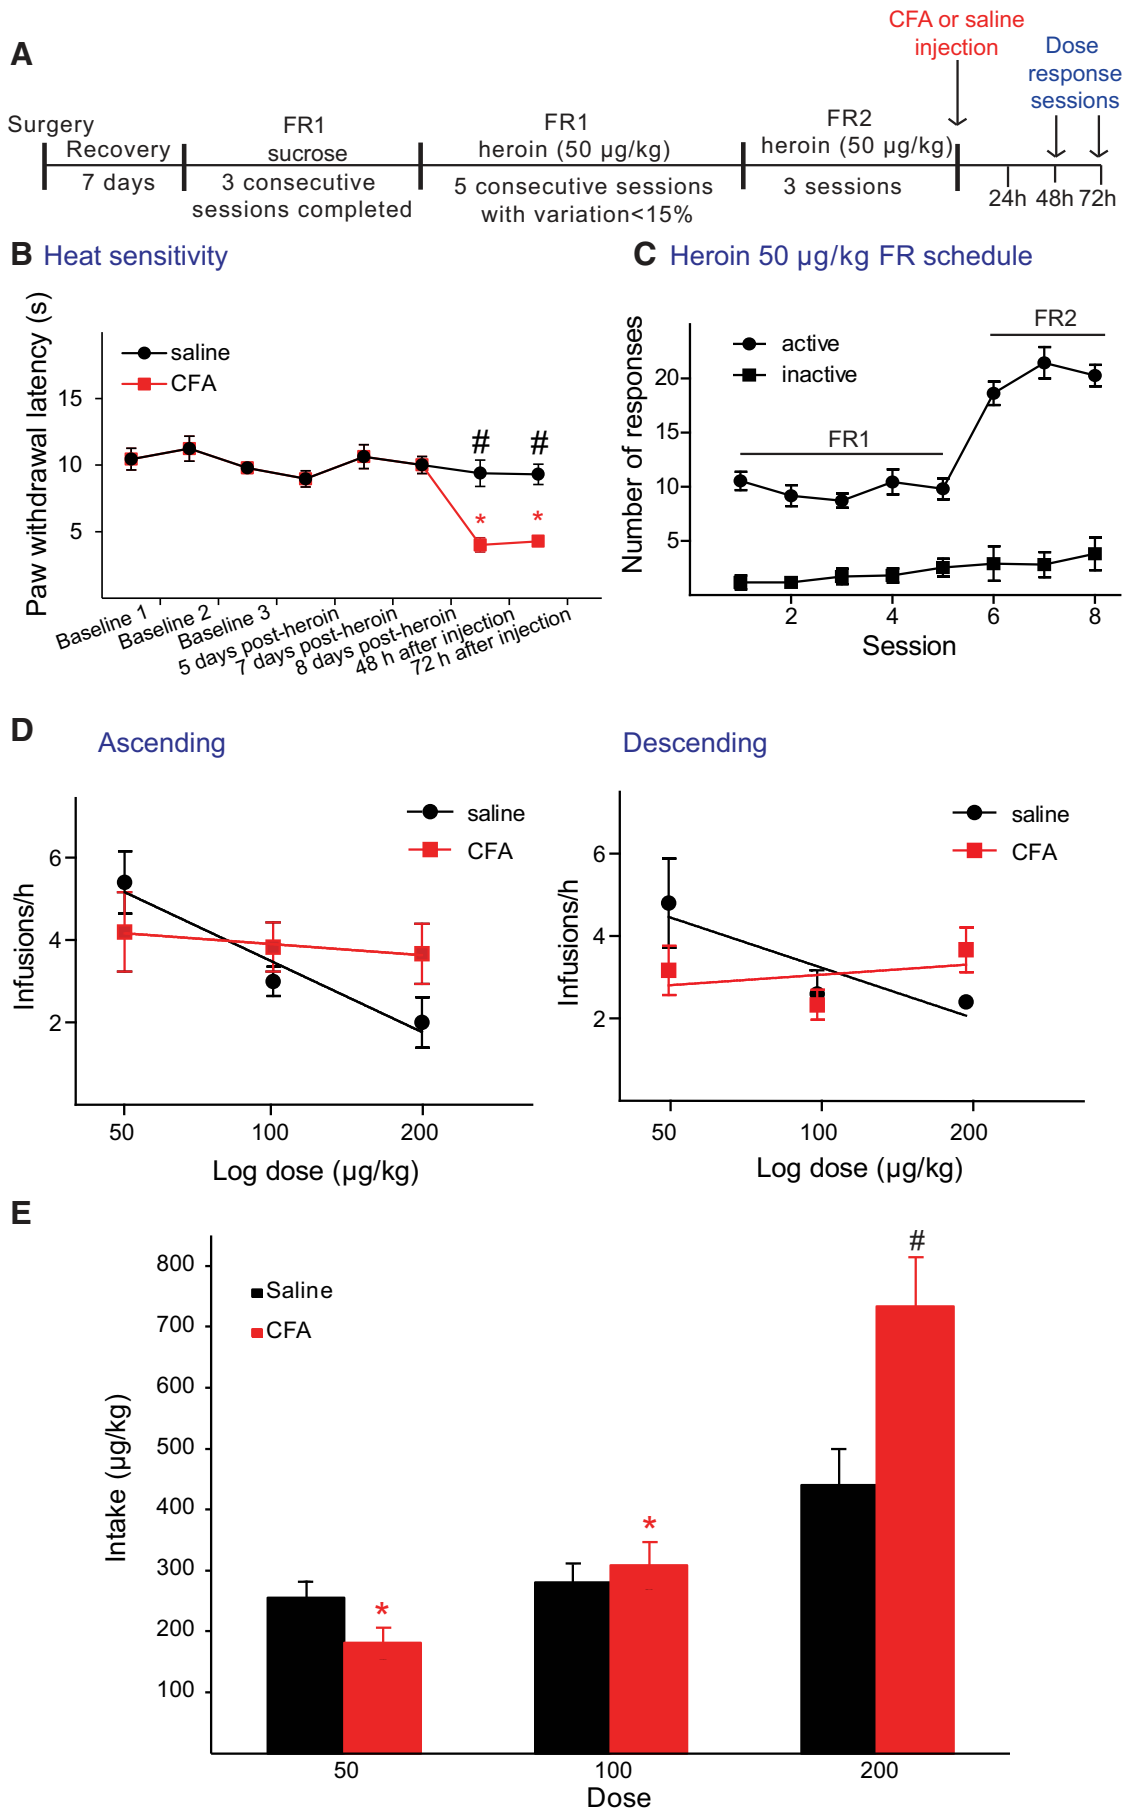 A
CFA or saline
injection
Dose
response
sessions
Surgery
Recovery
7 days
FR1
sucrose
3 consecutive
sessions completed
FR1
heroin (50 µg/kg)
5 consecutive sessions
with variation<15%
FR2
heroin (50 µg/kg)
3 sessions
24h 48h 72h
B Heat sensitivity
Paw withdrawal latency (s)
saline
CFA
15
10
5
# #
* *
Baseline 1
Baseline 2
Baseline 3
5 days post-heroin
7 days post-heroin
8 days post-heroin
48 h after injection
72 h after injection
C Heroin 50 µg/kg FR schedule
Number of responses
active
inactive
FR1
FR2
20
15
10
5
2 4 6 8
Session
D
Ascending
Infusions/h
saline
CFA
6
4
2
50 100 200
Log dose (µg/kg)
Descending
Infusions/h
saline
CFA
6
4
2
50 100 200
Log dose (µg/kg)
E
Intake (µg/kg)
Saline
CFA
800
700
600
500
400
300
200
100
*
*
#
50 100 200
Dose